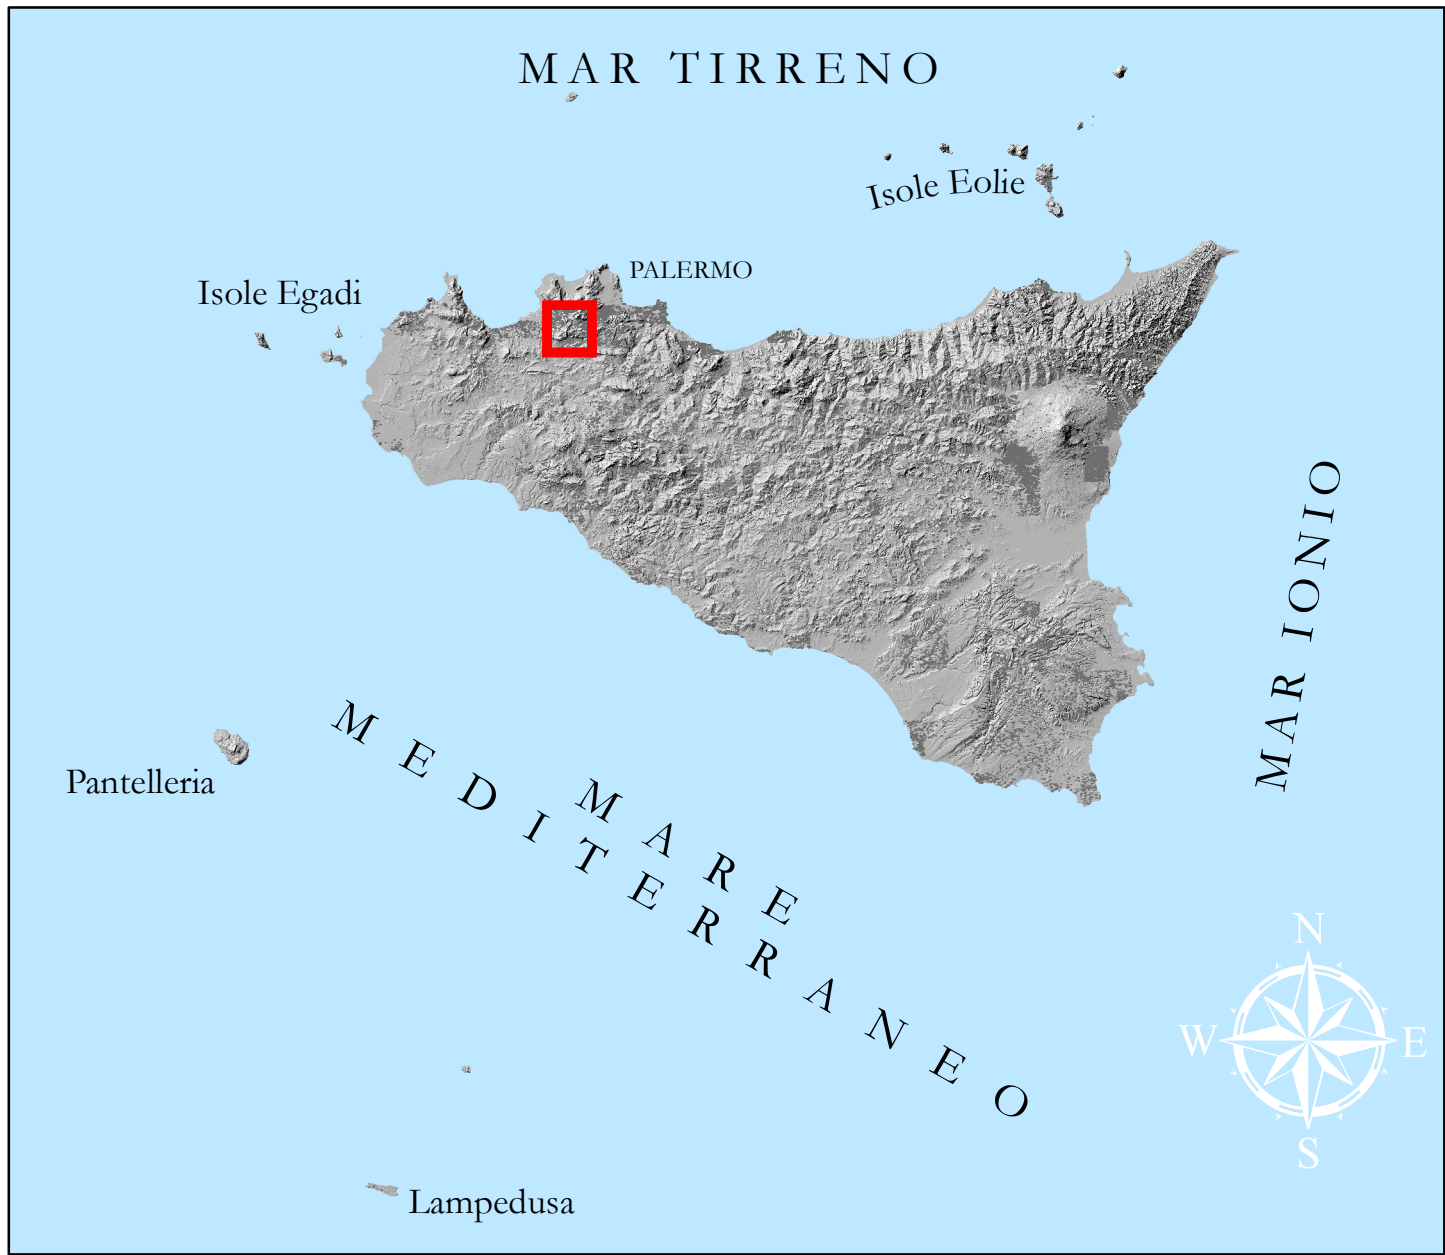 MAR TIRRENO
Isole Eolie
PALERMO
Isole Egadi
MAR IONIO
Pantelleria
MARE
MEDITERRANEO
N
W
E
S
Lampedusa